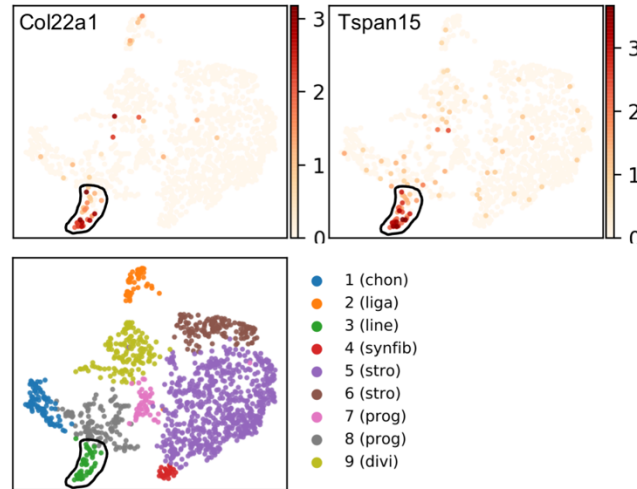 Col22a1
3
2
1
0
Tspan15
3
2
1
0
1 (chon)
2 (liga)
3 (line)
4 (synfib)
5 (stro)
6 (stro)
7 (prog)
8 (prog)
9 (divi)